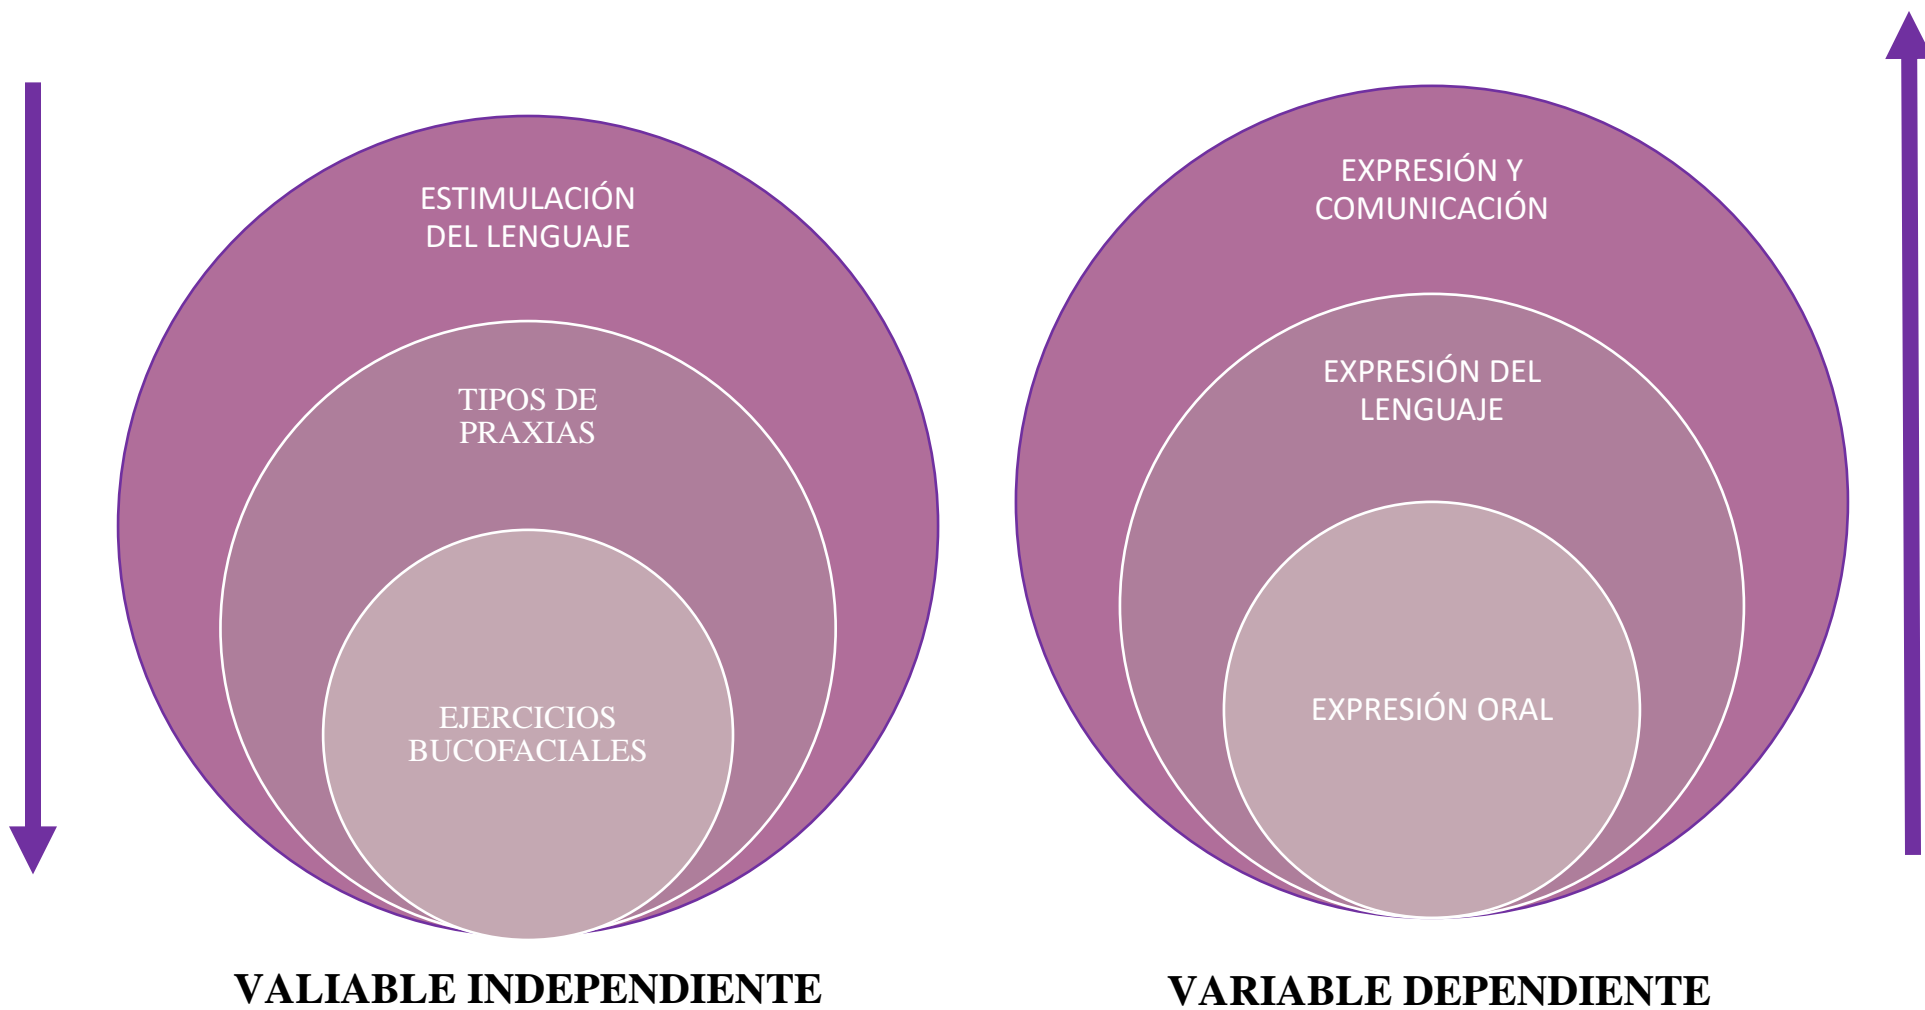 ESTIMULACIÓN
DEL LENGUAJE
TIPOS DE
PRAXIAS
EJERCICIOS
BUCOFACIALES
VALIABLE INDEPENDIENTE
EXPRESIÓN Y
COMUNICACIÓN
EXPRESIÓN DEL
LENGUAJE
EXPRESIÓN ORAL
VARIABLE DEPENDIENTE